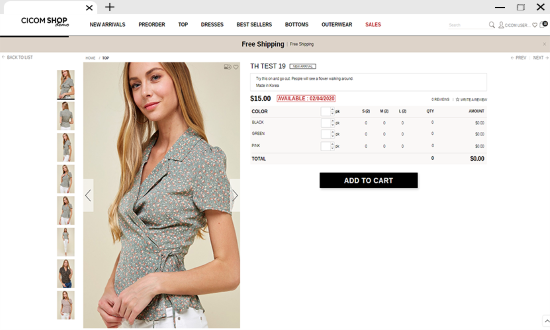 CICOM SHOP
demo
NEW ARRIVALS PREORDER TOP DRESSES BEST SELLERS BOTTOMS OUTERWEAR SALES
Search
CICOM USER...
0
Free Shipping | Free Shipping
BACK TO LIST
HOME TOP
PREV NEXT
TH TEST 19 NEW ARRIVAL
Try this on and go out. People will see a flower walking around.
Made in Korea
$15.00 AVAILABLE : 02/04/2020
0 REVIEWS WRITE A REVIEW
COLOR pk S (2) M (2) L (2) QTY AMOUNT
BLACK pk 0 0 0 0 $0.00
GREEN pk 0 0 0 0 $0.00
PINK pk 0 0 0 0 $0.00
TOTAL 0 $0.00
ADD TO CART